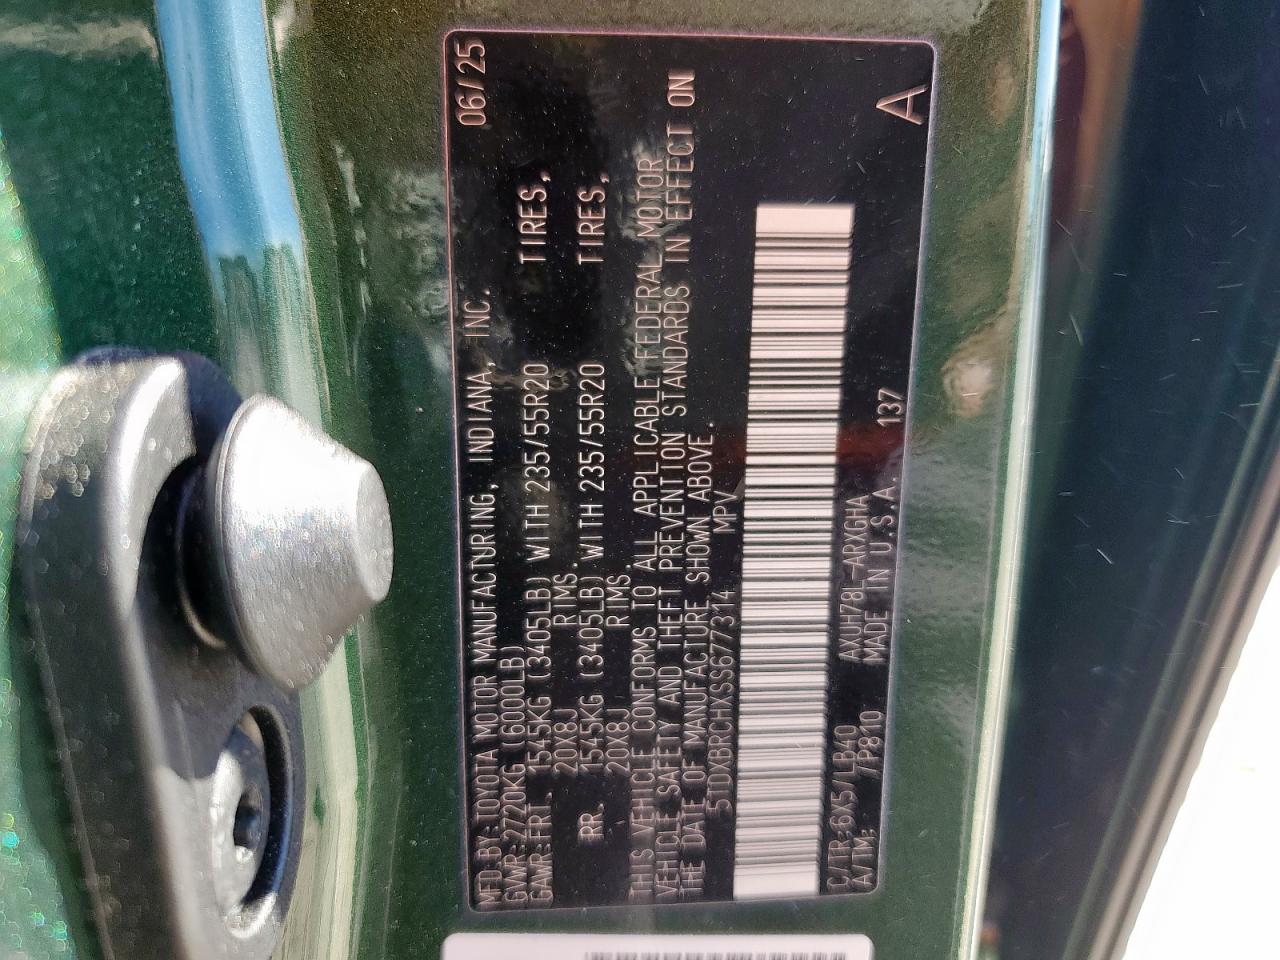 MFD.BY:TOYOTA MOTOR MANUFACTURING, INDIANA, INC. 06/25
GVWR:2720KG (6000LB)
GAWR:FRT. 1545KG (3405LB) WITH 235/55R20 TIRES,
20X8J RIMS.
RR. 1545KG (3405LB) WITH 235/55R20 TIRES,
20X8J RIMS.
THIS VEHICLE CONFORMS TO ALL APPLICABLE FEDERAL MOTOR
VEHICLE SAFETY AND THEFT PREVENTION STANDARDS IN EFFECT ON
THE DATE OF MANUFACTURE SHOWN ABOVE.
5TDXBRCHXSS677314 MPV
C/TR:6X5/LB40 AXUH78L-ARXGHA
A/TM: /P810 MADE IN U.S.A. 137 A